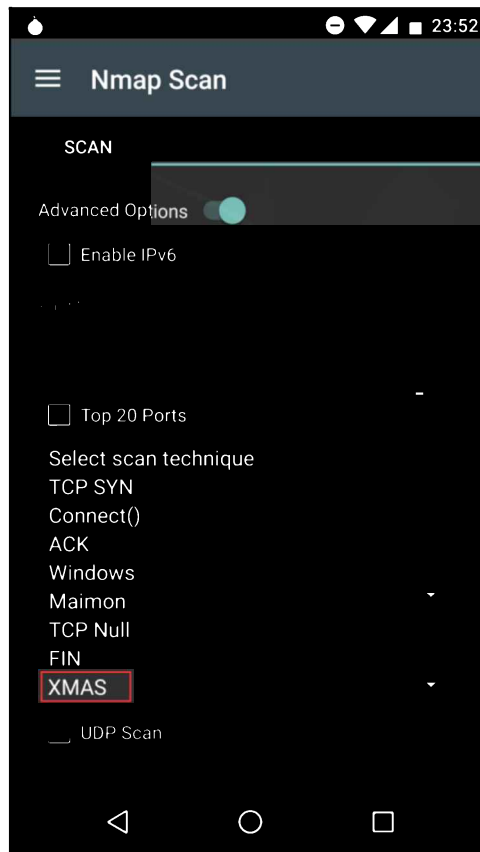 23:52
Nmap Scan
SCAN
Advanced Options
Enable IPv6
Top 20 Ports
Select scan technique
TCP SYN
Connect()
ACK
Windows
Maimon
TCP Null
FIN
XMAS
UDP Scan